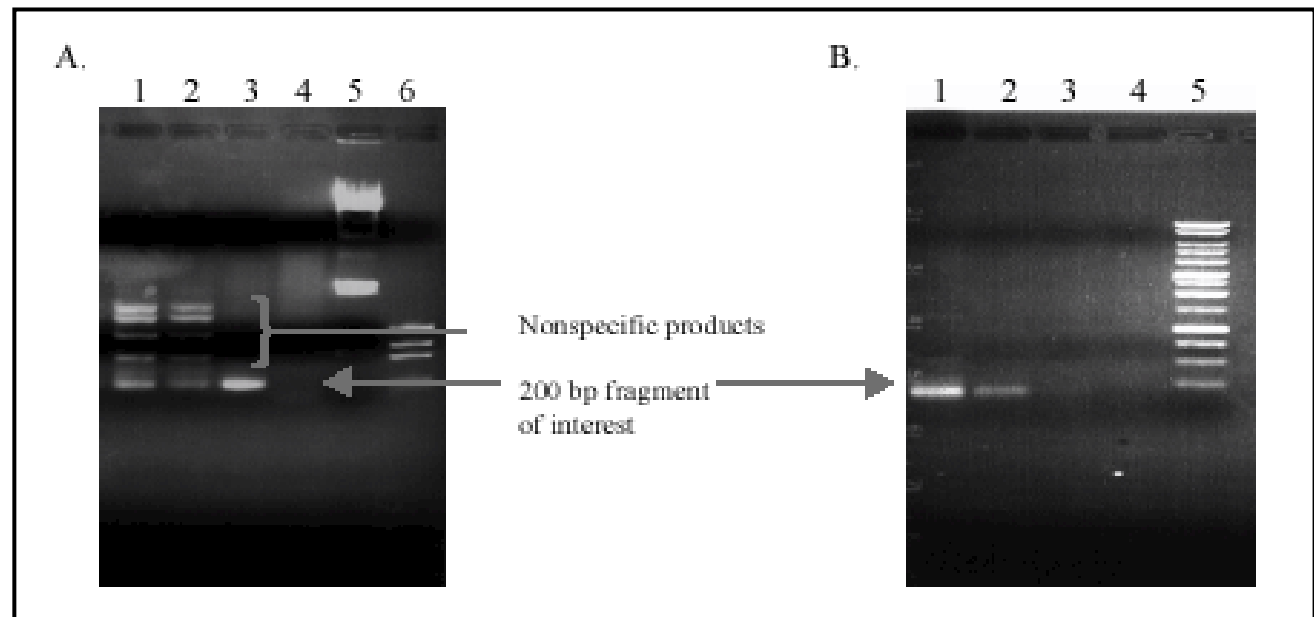 A.
1 2 3 4 5 6
B.
1 2 3 4 5
Nonspecific products
200 bp fragment
of interest